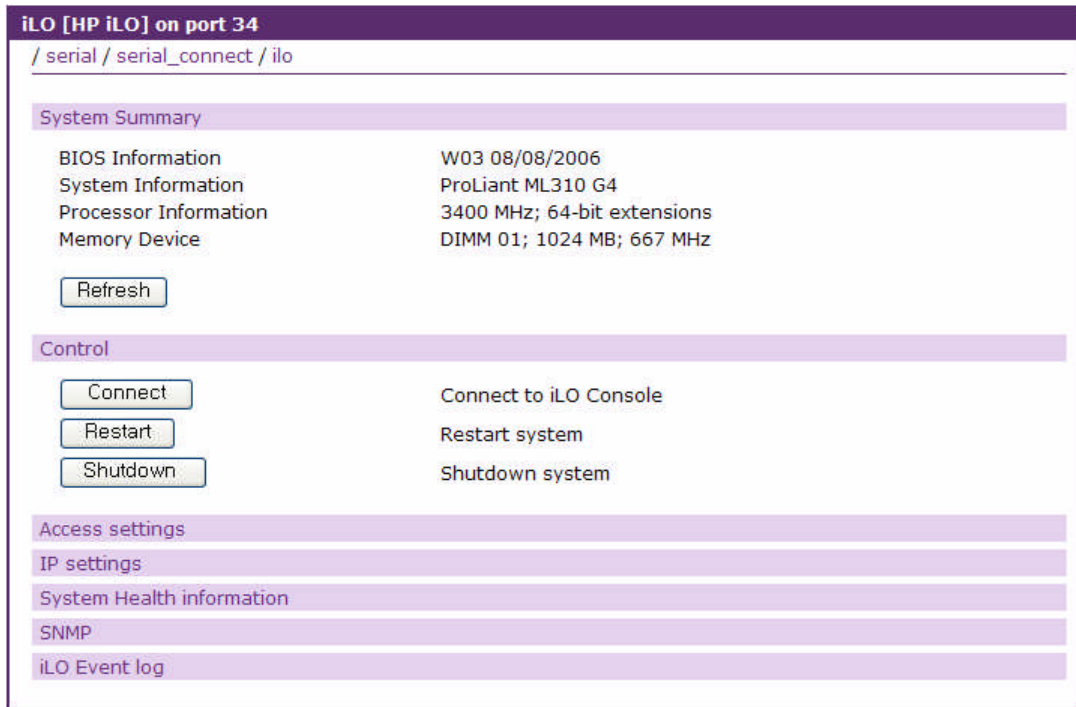 iLO [HP iLO] on port 34
/ serial / serial_connect / ilo
System Summary
BIOS Information W03 08/08/2006
System Information ProLiant ML310 G4
Processor Information 3400 MHz; 64-bit extensions
Memory Device DIMM 01; 1024 MB; 667 MHz
Refresh
Control
Connect Connect to iLO Console
Restart Restart system
Shutdown Shutdown system
Access settings
IP settings
System Health information
SNMP
iLO Event log